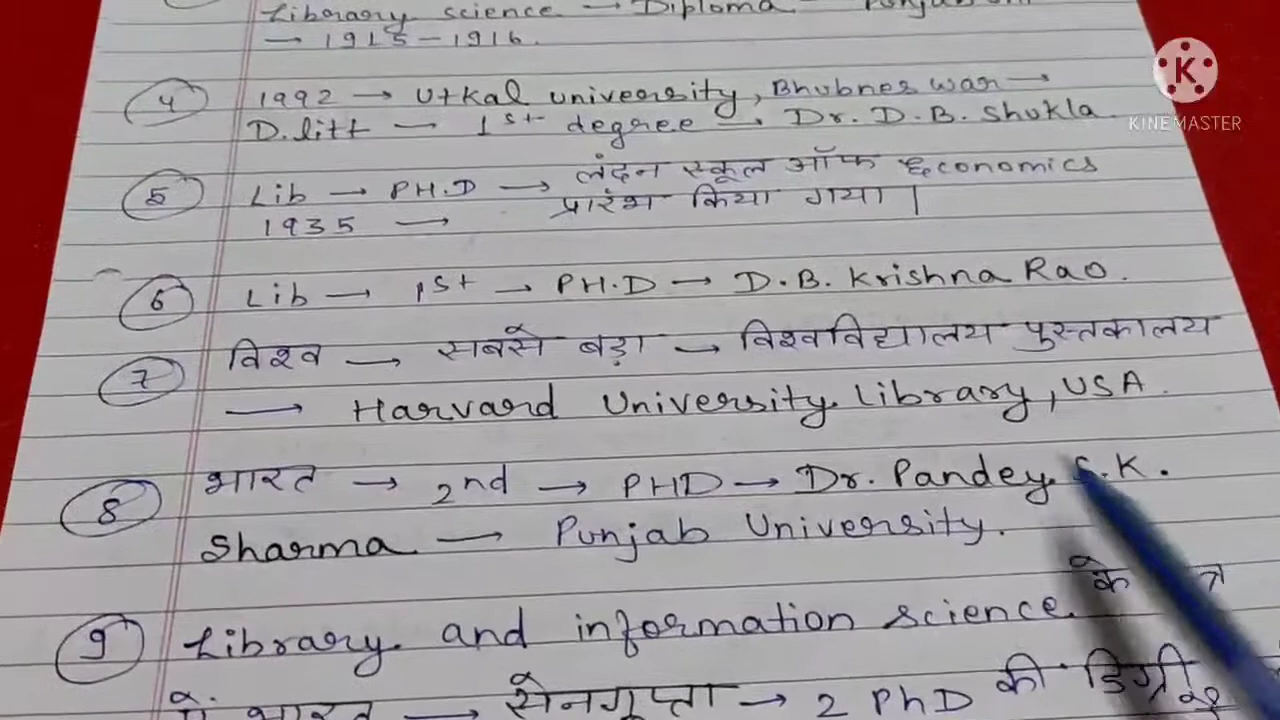 Library science → Diploma Punjab
→ 1915-1916.
4 1992 → Utkal university, Bhubneswar →
D.litt → 1st degree → Dr. D.B. Shukla.
5 Lib → PH.D → लंदन स्कूल ऑफ Economics
1935 → प्रारंभ किया गया |
6 Lib → 1st → PH.D → D.B. Krishna Rao.
7 विश्व → सबसे बड़ा → विश्वविद्यालय पुस्तकालय
→ Harvard University Library, USA.
8 भारत → 2nd → PHD → Dr. Pandey S.K.
Sharma → Punjab University.
9 Library and information science के
में भारत → सेनगुप्ता → 2 PhD की डिग्री
K
KINEMASTER